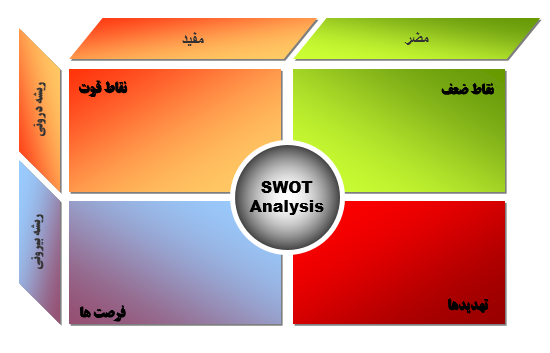 مضر
مفید
ریشه درونی
نقاط ضعف
نقاط قوت
SWOT
Analysis
ریشه بیرونی
تهدیدها
فرصت ها